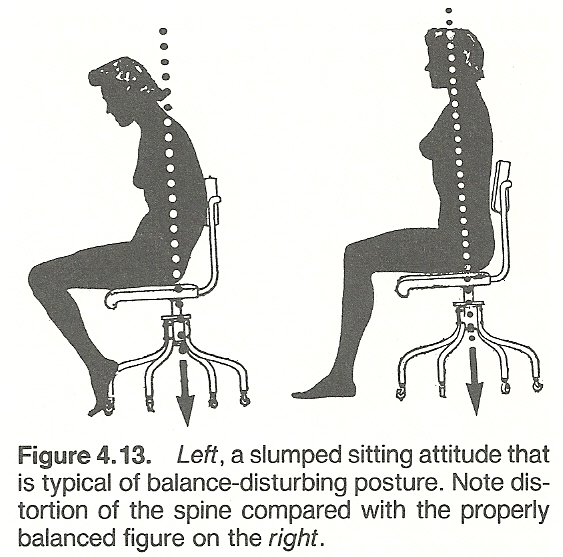 Figure 4.13. Left, a slumped sitting attitude that
is typical of balance-disturbing posture. Note dis-
tortion of the spine compared with the properly
balanced figure on the right.